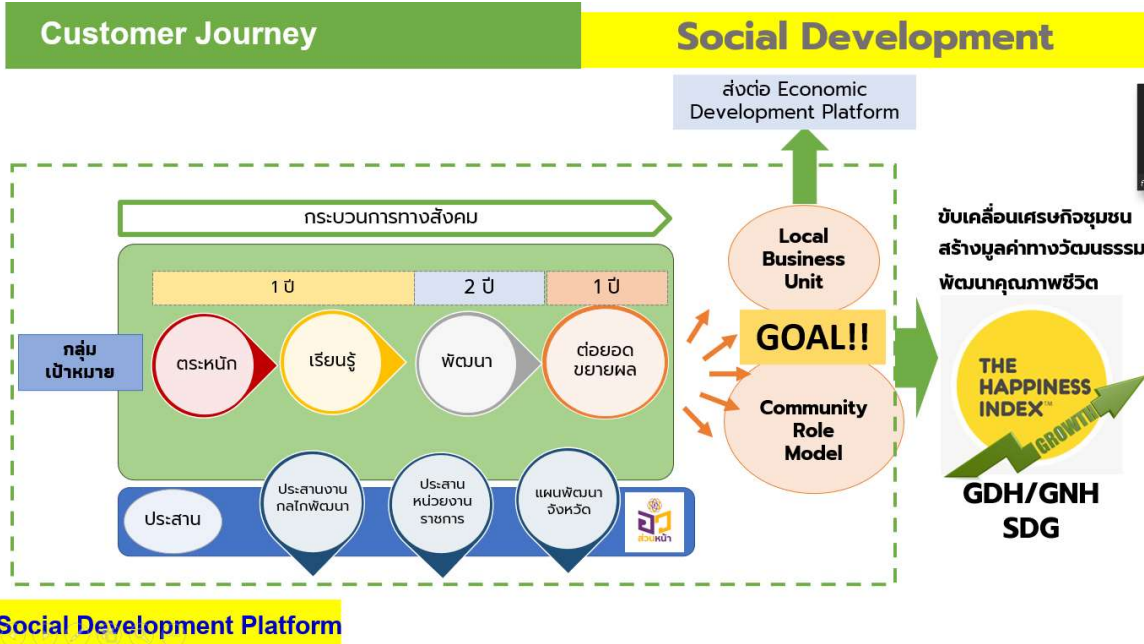 Customer Journey
Social Development
ส่งต่อ Economic
Development Platform
กระบวนการทางสังคม
1 ปี
2 ปี
1 ปี
กลุ่ม
เป้าหมาย
ตระหนัก
เรียนรู้
พัฒนา
ต่อยอด
ขยายผล
Local
Business
Unit
GOAL!!
Community
Role
Model
ขับเคลื่อนเศรษฐกิจชุมชน
สร้างมูลค่าทางวัฒนธรรม
พัฒนาคุณภาพชีวิต
THE
HAPPINESS
INDEX™
GROWTH
GDH/GNH
SDG
ประสาน
ประสานงาน
กลไกพัฒนา
ประสาน
หน่วยงาน
ราชการ
แผนพัฒนา
จังหวัด
อว
ส่วนหน้า
Social Development Platform